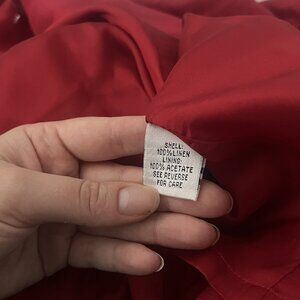 SHELL:
100% LINEN
LINING:
100% ACETATE
SEE REVERSE
FOR CARE